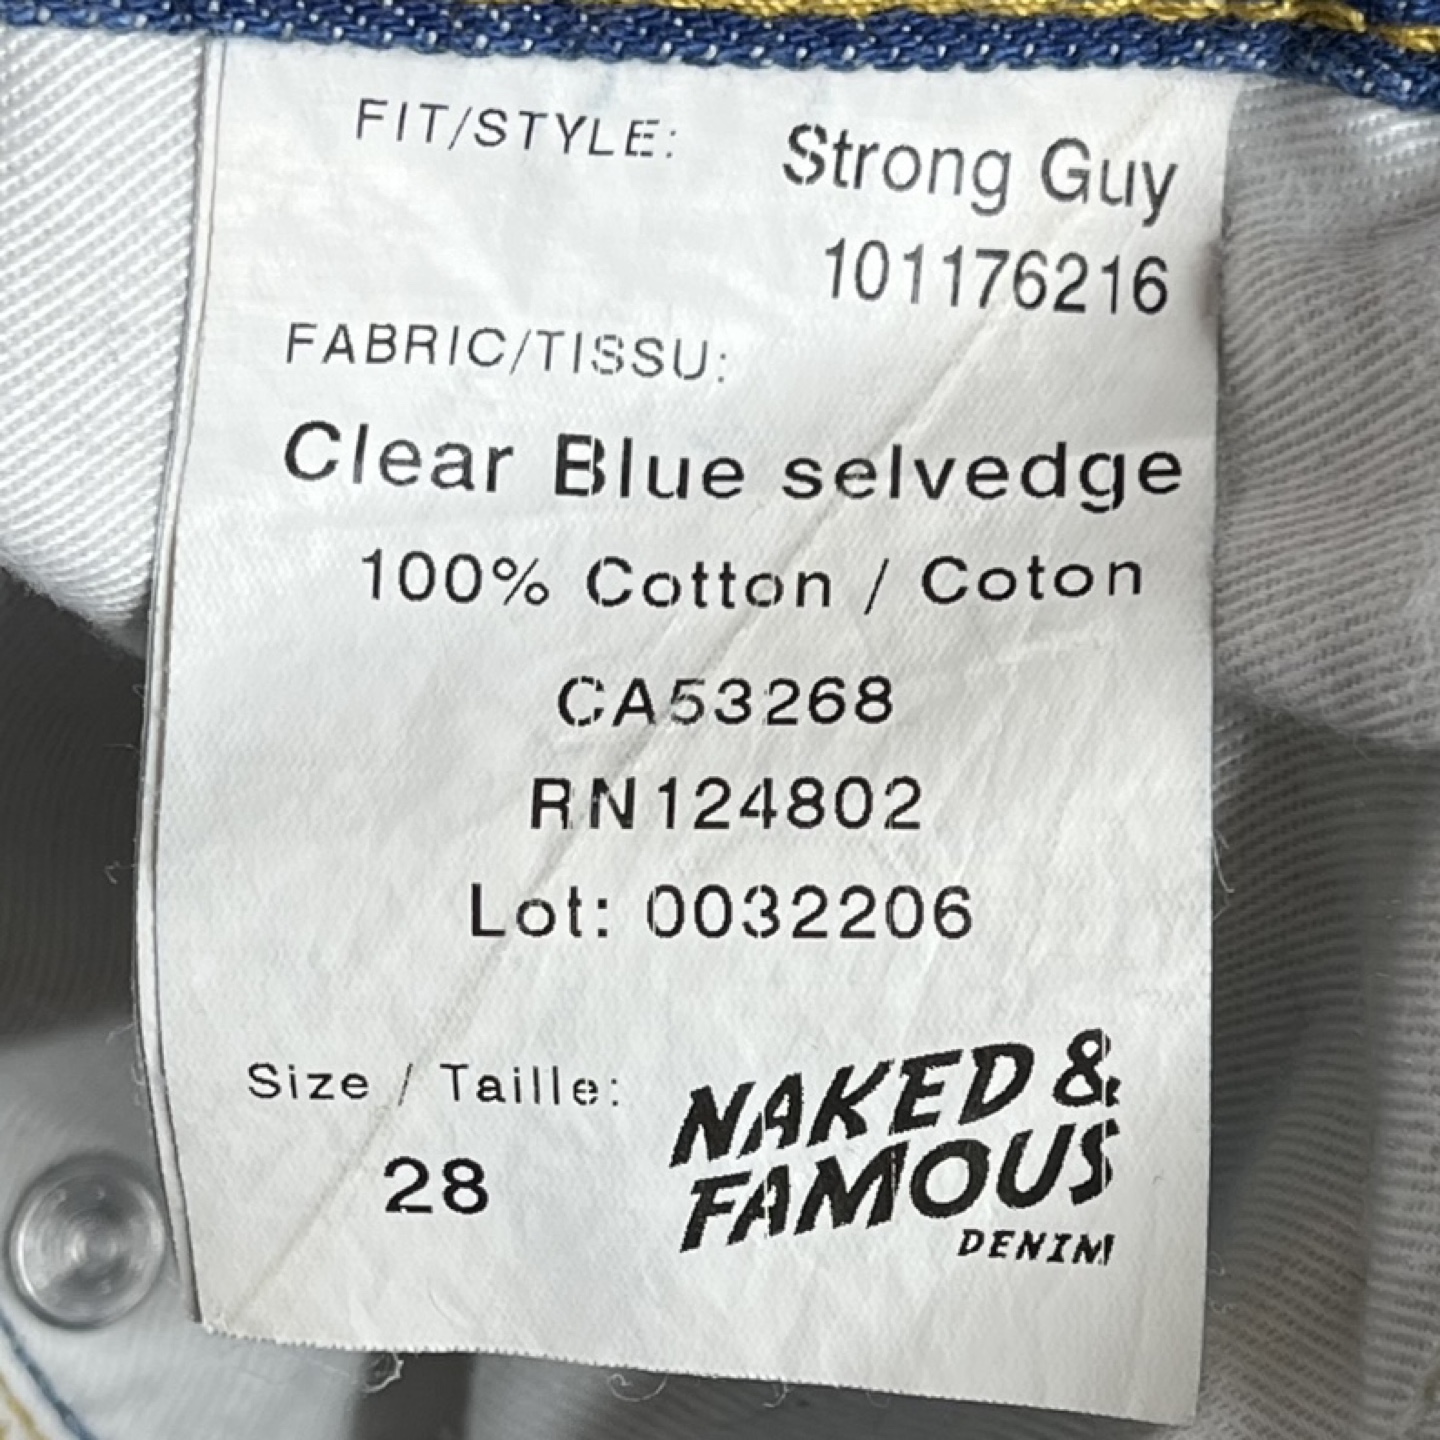 FIT/STYLE: Strong Guy
101176216
FABRIC/TISSU:
Clear Blue selvedge
100% Cotton / Coton
CA53268
RN124802
Lot: 0032206
Size / Taille:
28
NAKED &
FAMOUS
DENIM